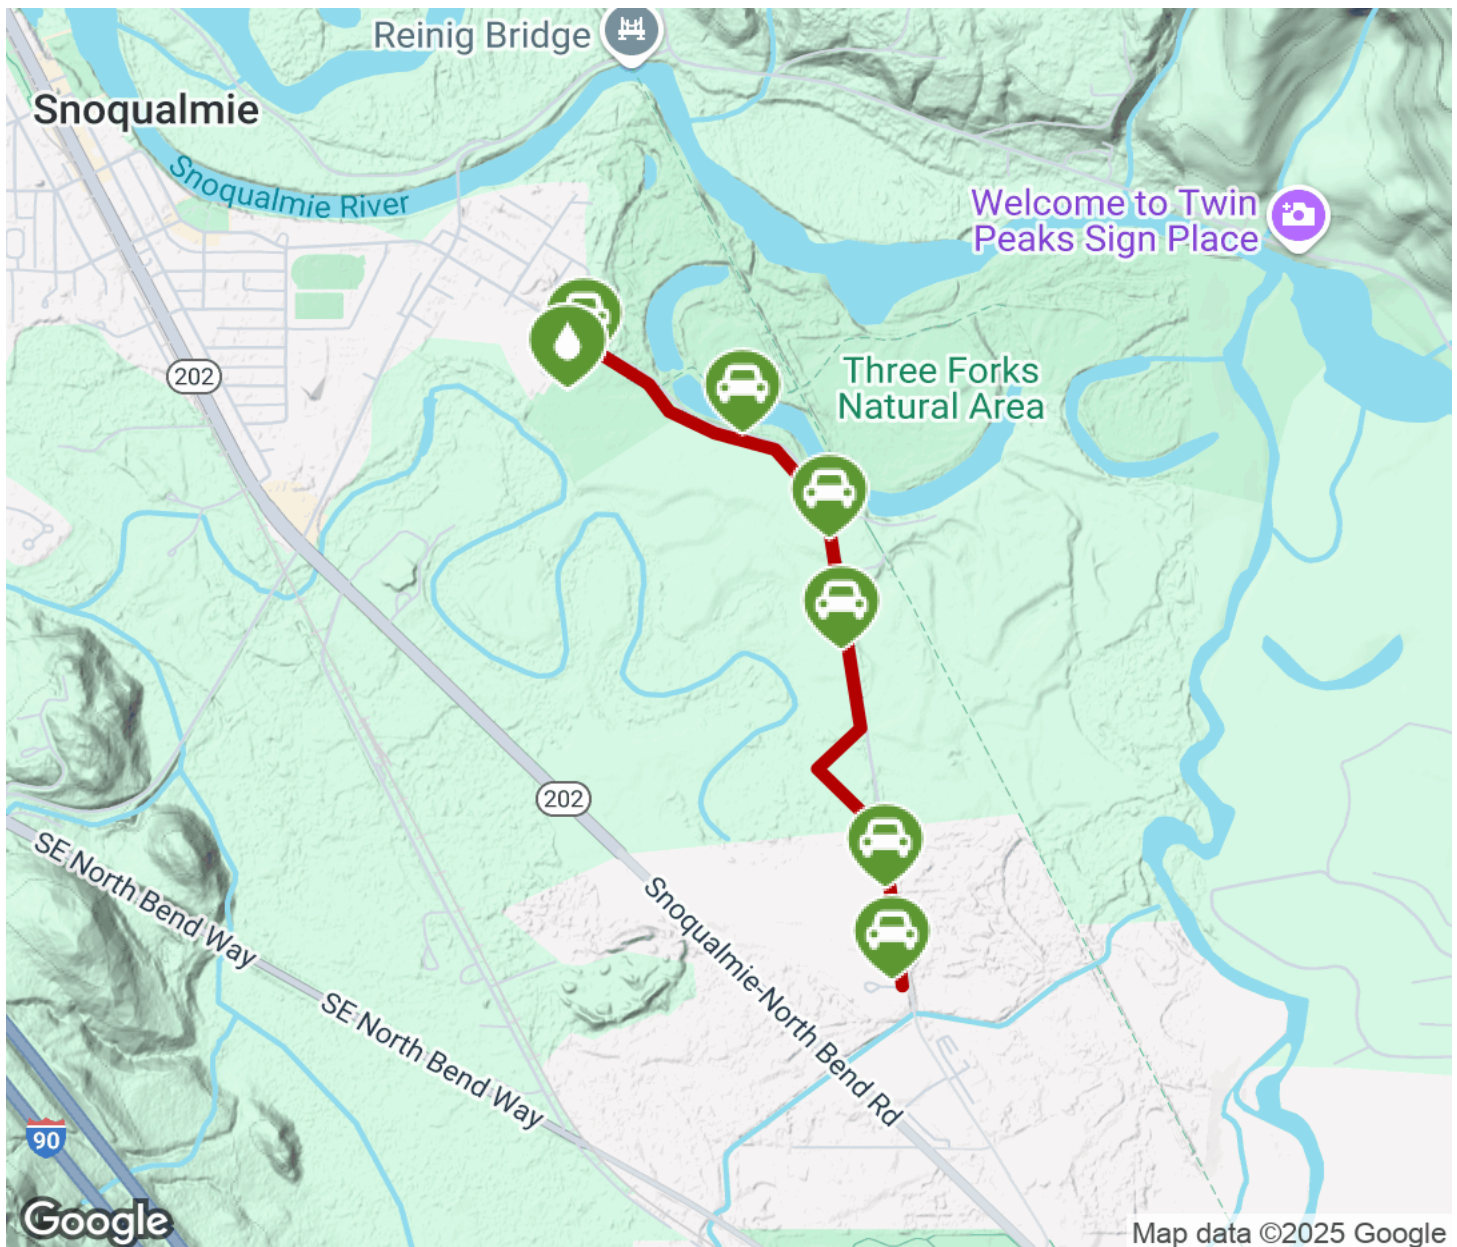 Reinig Bridge
Snoqualmie
Snoqualmie River
Welcome to Twin
Peaks Sign Place
Three Forks
Natural Area
202
202
SE North Bend Way
Snoqualmie-North Bend Rd
SE North Bend Way
90
Google
Map data ©2025 Google